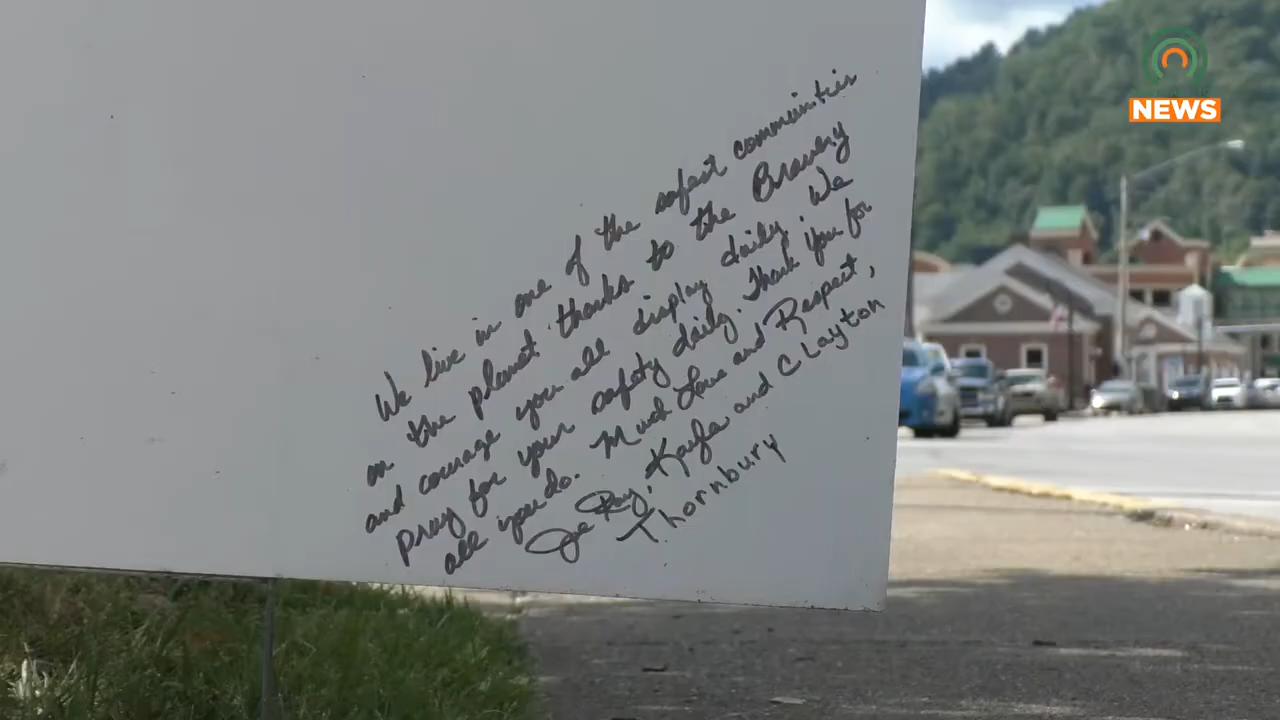 We live in one of the safest communities
on the planet thanks to the Bravery
and courage you all display daily. We
pray for your safety daily. Thank you for
all you do. Much Love and Respect,
Joe Ray, Kayla and CLayton
Thornbury
NEWS